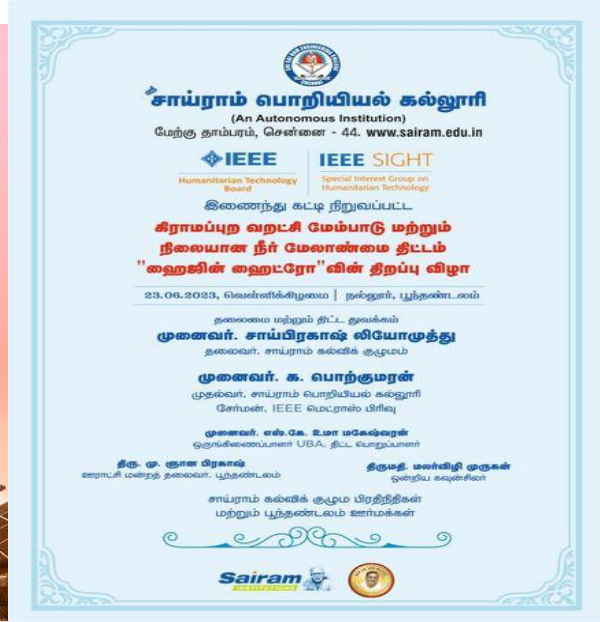 ஸ்ரீ சாய்ராம் பொறியியல் கல்லூரி
(An Autonomous Institution)
மேற்கு தாம்பரம், சென்னை - 44. www.sairam.edu.in
IEEE
Humanitarian Technology
Board
IEEE SIGHT
Special Interest Group on
Humanitarian Technology
இணைந்து கட்டி நிறுவப்பட்ட
கிராமப்புற வறட்சி மேம்பாடு மற்றும்
நிலையான நீர் மேலாண்மை திட்டம்
"ஹைஜின் ஹைட்ரோ"வின் திறப்பு விழா
23.06.2023, வெள்ளிக்கிழமை | நல்லூர், பூந்தண்டலம்
தலைமை மற்றும் திட்ட துவக்கம்
முனைவர். சாய்பிரகாஷ் லியோமுத்து
தலைவர். சாய்ராம் கல்விக் குழுமம்
முனைவர். க. பொற்குமரன்
முதல்வர். சாய்ராம் பொறியியல் கல்லூரி
சேர்மன். IEEE மெட்ராஸ் பிரிவு
முனைவர். எஸ்.கே. உமா மகேஷ்வரன்
ஒருங்கிணைப்பாளர் UBA, திட்ட பொறுப்பாளர்
திரு. மு. ஞான பிரகாஷ்
ஊராட்சி மன்றத் தலைவர். பூந்தண்டலம்
திருமதி. மலர்விழி முருகன்
ஒன்றிய கவுன்சிலர்
சாய்ராம் கல்விக் குழும பிரதிநிதிகள்
மற்றும் பூந்தண்டலம் ஊர்மக்கள்
Sairam
INSTITUTIONS